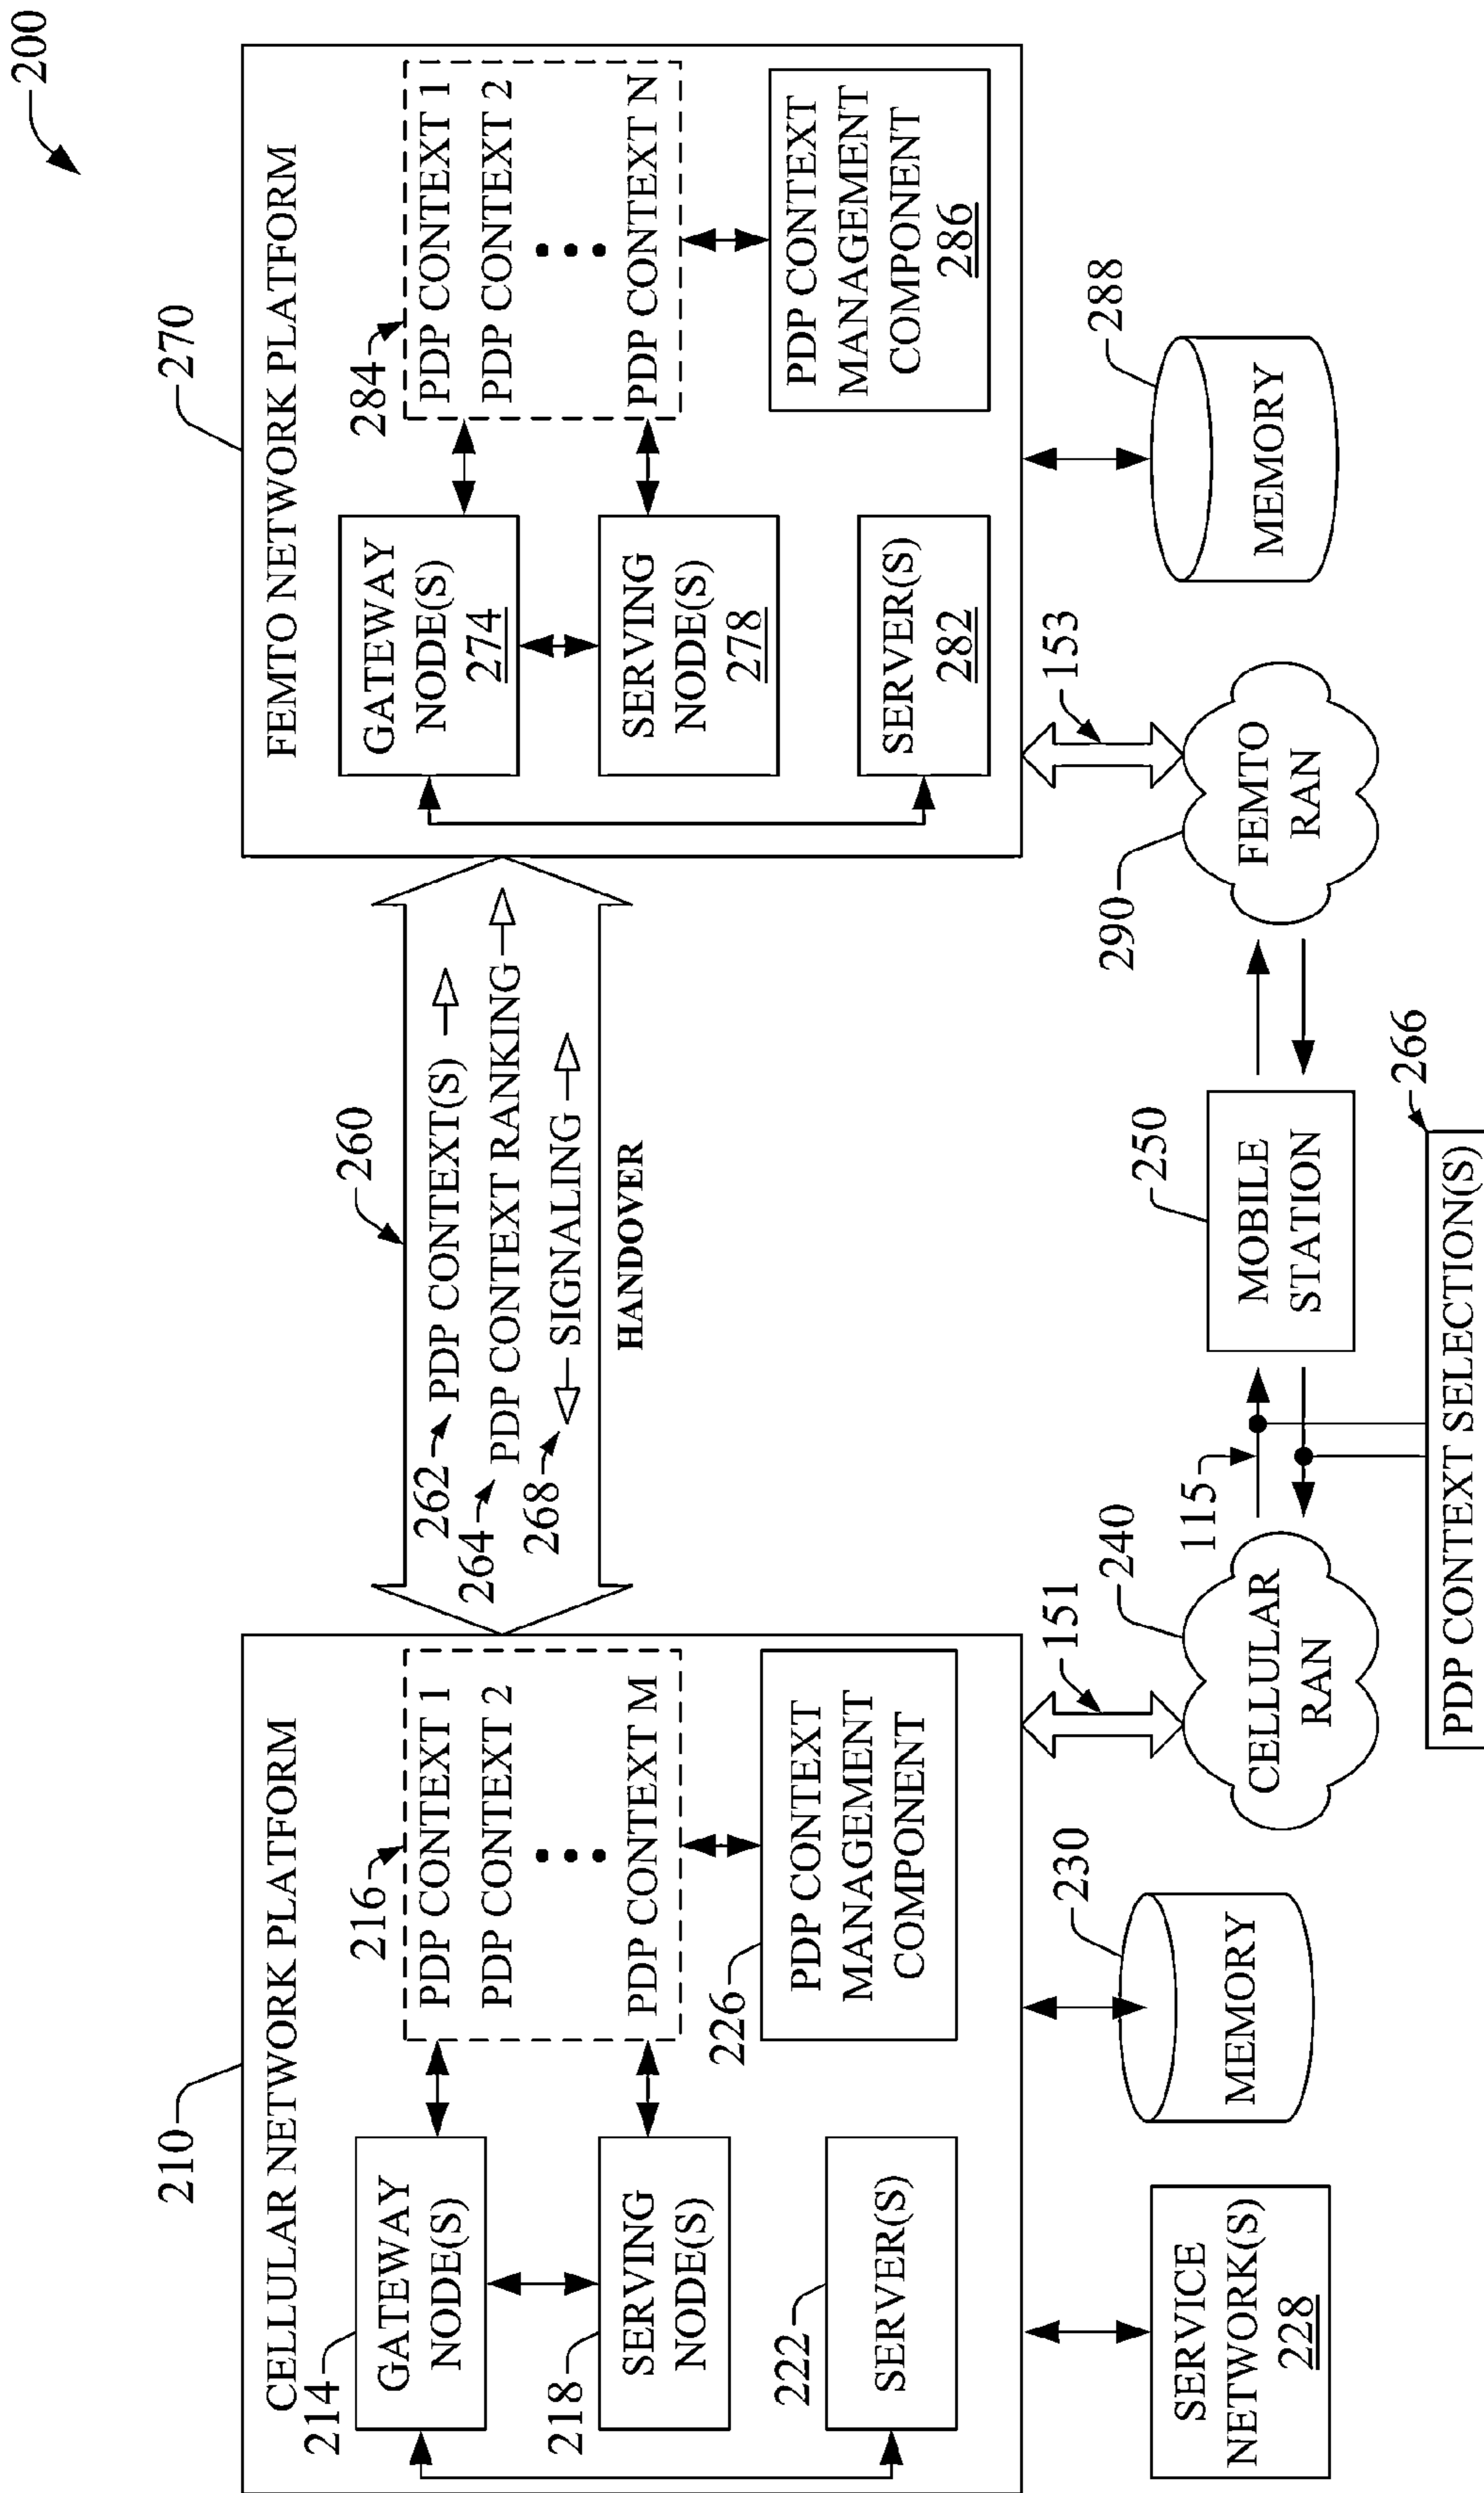 200
210
CELLULAR NETWORK PLATFORM
214
GATEWAY
NODE(S)
218
SERVING
NODE(S)
222
SERVER(S)
216
PDP CONTEXT 1
PDP CONTEXT 2
PDP CONTEXT M
226
PDP CONTEXT
MANAGEMENT
COMPONENT
260
262
PDP CONTEXT(S)
264
PDP CONTEXT RANKING
268
SIGNALING
HANDOVER
270
FEMTO NETWORK PLATFORM
GATEWAY
NODE(S)
274
SERVING
NODE(S)
278
SERVER(S)
282
284
PDP CONTEXT 1
PDP CONTEXT 2
PDP CONTEXT N
PDP CONTEXT
MANAGEMENT
COMPONENT
286
SERVICE
NETWORK(S)
228
230
MEMORY
151
240
CELLULAR
RAN
115
250
MOBILE
STATION
266
PDP CONTEXT SELECTION(S)
290
153
FEMTO
RAN
288
MEMORY